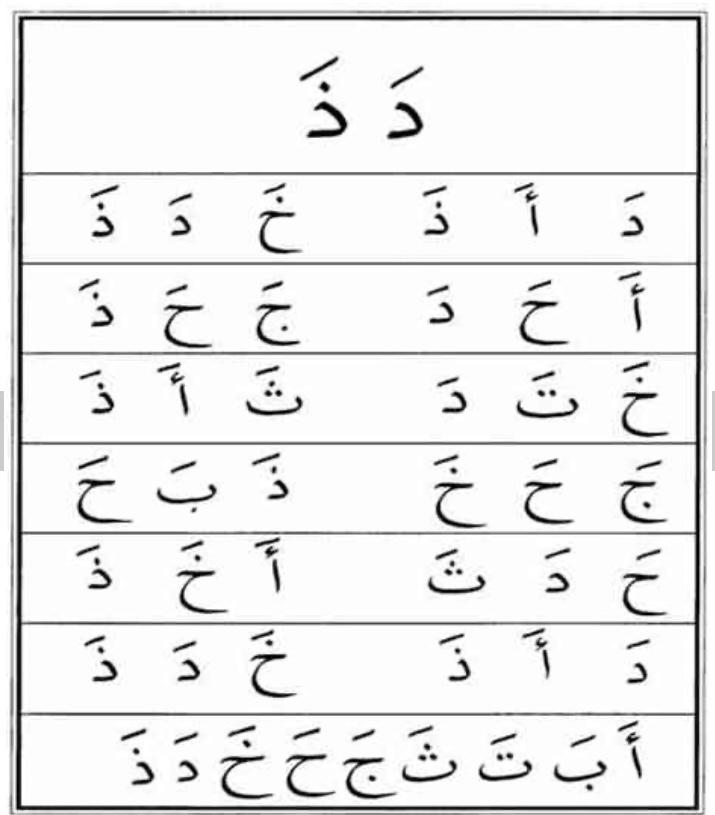 دَ ذَ
دَ أَ ذَ خَ دَ ذَ
أَ حَ دَ جَ حَ ذَ
خَ تَ دَ ثَ أَ ذَ
جَ حَ خَ ذَ بَ حَ
حَ دَ ثَ أَ خَ ذَ
دَ أَ ذَ خَ دَ ذَ
أَ بَ تَ ثَ جَ حَ خَ دَ ذَ